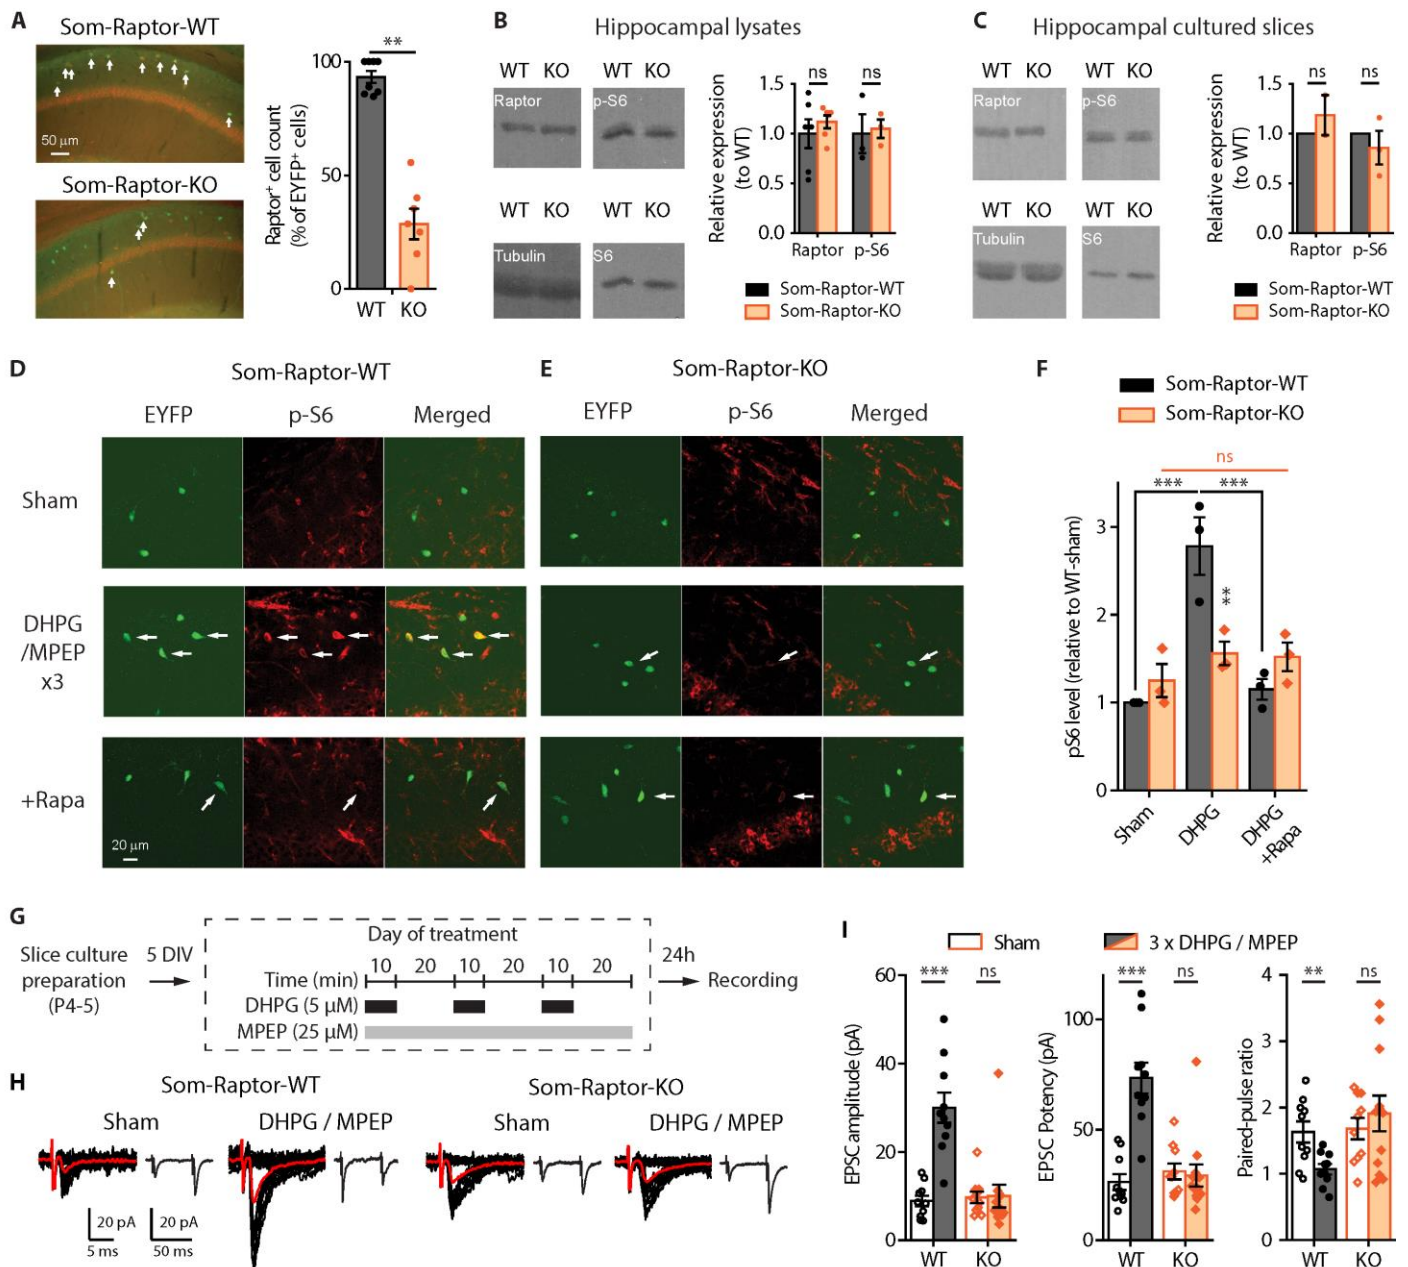 A
Som-Raptor-WT
50 μm
Som-Raptor-KO
**
100
50
0
Raptor⁺ cell count
(% of EYFP⁺ cells)
WT KO
B
Hippocampal lysates
WT KO WT KO
Raptor p-S6
WT KO WT KO
Tubulin S6
ns ns
1.5
1.0
0.5
0.0
Relative expression
(to WT)
Raptor p-S6
Som-Raptor-WT
Som-Raptor-KO
C
Hippocampal cultured slices
WT KO WT KO
Raptor p-S6
WT KO WT KO
Tubulin S6
ns ns
1.5
1.0
0.5
0.0
Relative expression
(to WT)
Raptor p-S6
Som-Raptor-WT
Som-Raptor-KO
D
Som-Raptor-WT
EYFP p-S6 Merged
Sham
DHPG
/MPEP
x3
+Rapa
20 μm
E
Som-Raptor-KO
EYFP p-S6 Merged
F
Som-Raptor-WT
Som-Raptor-KO
ns
*** ***
**
3
2
1
0
pS6 level (relative to WT-sham)
Sham
DHPG
DHPG
+Rapa
G
Slice culture
preparation
(P4-5)
5 DIV
Day of treatment
Time (min) 10 20 10 20 10 20
DHPG (5 μM)
MPEP (25 μM)
24h
Recording
H
Som-Raptor-WT Som-Raptor-KO
Sham DHPG / MPEP Sham DHPG / MPEP
20 pA 20 pA
5 ms 50 ms
I
Sham 3 x DHPG / MPEP
*** ns
60
40
20
0
EPSC amplitude (pA)
WT KO
*** ns
100
50
0
EPSC Potency (pA)
WT KO
** ns
4
3
2
1
0
Paired-pulse ratio
WT KO